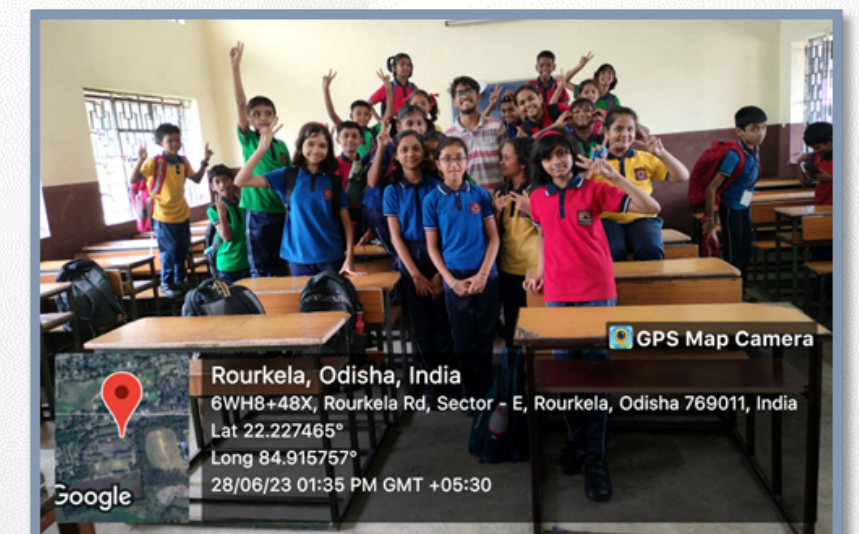 GPS Map Camera
Rourkela, Odisha, India
6WH8+48X, Rourkela Rd, Sector - E, Rourkela, Odisha 769011, India
Lat 22.227465°
Long 84.915757°
28/06/23 01:35 PM GMT +05:30
Google